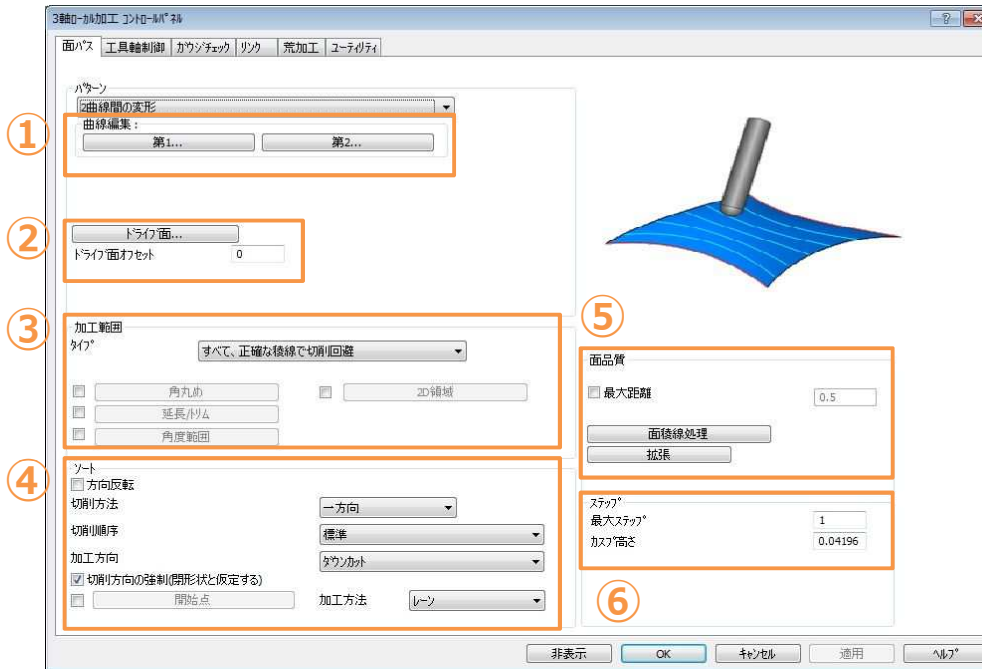 3軸ローカル加工 コントロールパネル
面パス 工具軸制御 ガウジチェック リンク 荒加工 ユーティリティ
パターン
2曲線間の変形
① 曲線編集：
第1... 第2...
② ドライブ面...
ドライブ面オフセット 0
③ 加工範囲
タイプ すべて、正確な稜線で切削回避
角丸め 2D領域
延長/トリム
角度範囲
④ ソート
方向反転
切削方法 一方向
切削順序 標準
加工方向 ダウンカット
切削方向の強制(閉形状と仮定する)
開始点 加工方法 レーン
⑤
面品質
最大距離 0.5
面稜線処理
拡張
ステップ
最大ステップ 1
カスプ高さ 0.04196
⑥
非表示 OK キャンセル 適用 ヘルプ